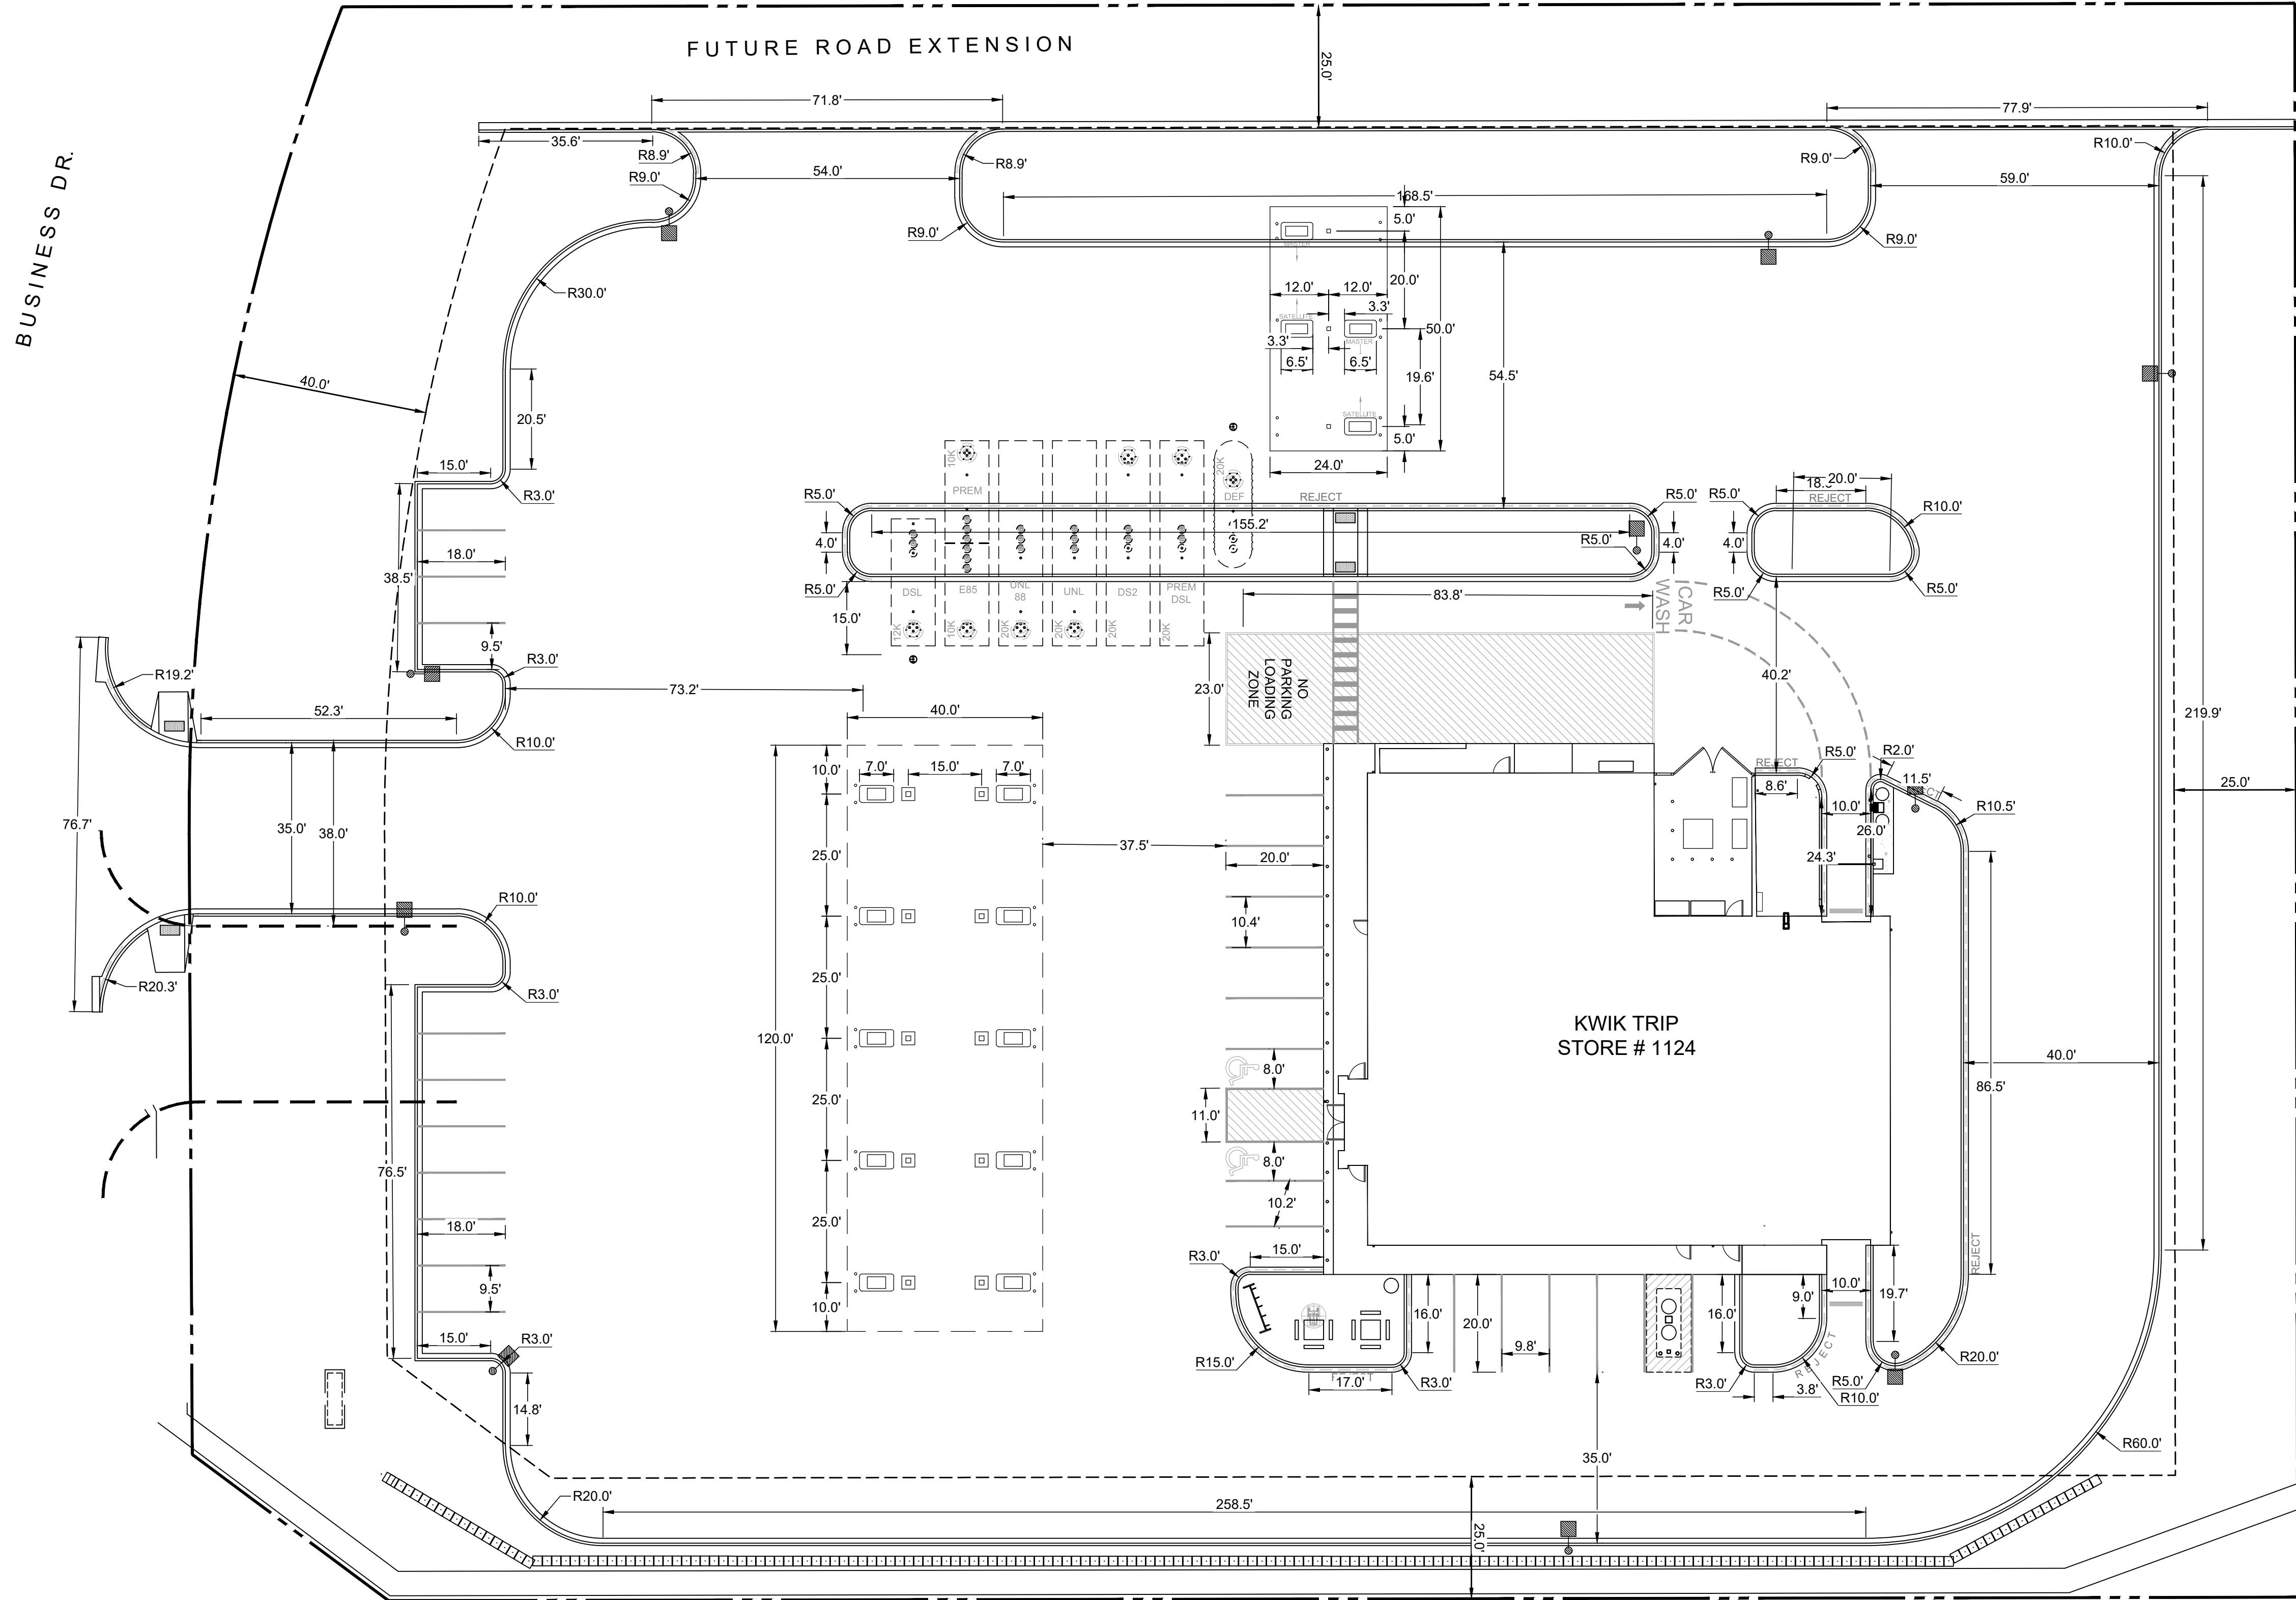 FUTURE ROAD EXTENSION
25.0'
71.8'
77.9'
BUSINESS DR.
35.6'
R8.9'
R9.0'
54.0'
R8.9'
R9.0'
168.5'
R9.0'
R9.0'
59.0'
R10.0'
5.0'
MASTER
20.0'
12.0'
12.0'
3.3'
SATELLITE
MASTER
50.0'
3.3'
6.5'
6.5'
19.6'
54.5'
SATELLITE
5.0'
24.0'
R30.0'
40.0'
20.5'
15.0'
R3.0'
38.5'
18.0'
9.5'
R3.0'
10K
PREM
20K
DEF
REJECT
R5.0'
4.0'
R5.0'
155.2'
R5.0'
R5.0'
4.0'
R5.0'
4.0'
R5.0'
20.0'
REJECT
R10.0'
R5.0'
15.0'
DSL
E85
UNL
88
UNL
DS2
PREM
DSL
12K
10K
20K
20K
20K
20K
83.8'
CAR
WASH
NO
PARKING
LOADING
ZONE
23.0'
40.2'
219.9'
25.0'
R19.2'
73.2'
52.3'
R10.0'
76.7'
35.0'
38.0'
R10.0'
R20.3'
R3.0'
40.0'
10.0'
7.0'
15.0'
7.0'
25.0'
25.0'
120.0'
25.0'
25.0'
10.0'
37.5'
20.0'
10.4'
8.0'
11.0'
8.0'
10.2'
REJECT
R5.0'
8.6'
R2.0'
11.5'
R10.5'
10.0'
26.0'
24.3'
KWIK TRIP
STORE # 1124
40.0'
86.5'
REJECT
76.5'
18.0'
9.5'
15.0'
R3.0'
14.8'
R3.0'
15.0'
R15.0'
REJECT
17.0'
R3.0'
16.0'
20.0'
9.8'
16.0'
9.0'
10.0'
19.7'
REJECT
R3.0'
3.8'
R10.0'
R5.0'
R20.0'
R60.0'
35.0'
R20.0'
258.5'
25.0'